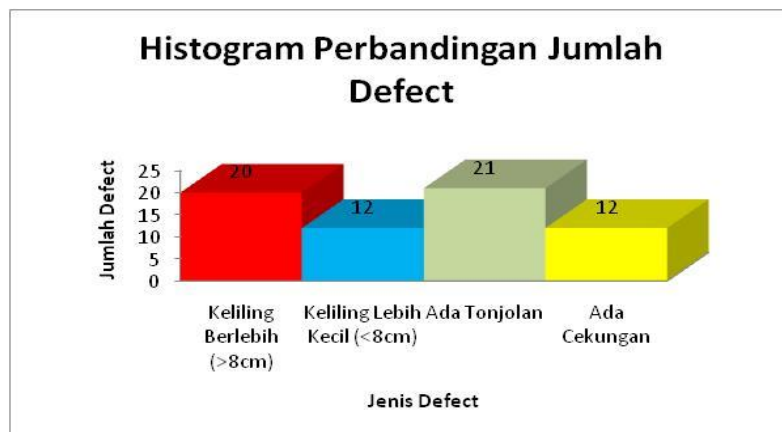 Histogram Perbandingan Jumlah
Defect
Jumlah Defect
25
20
15
10
5
0
20
12
21
12
Keliling
Berlebih
(>8cm)
Keliling Lebih
Kecil (<8cm)
Ada Tonjolan
Ada
Cekungan
Jenis Defect